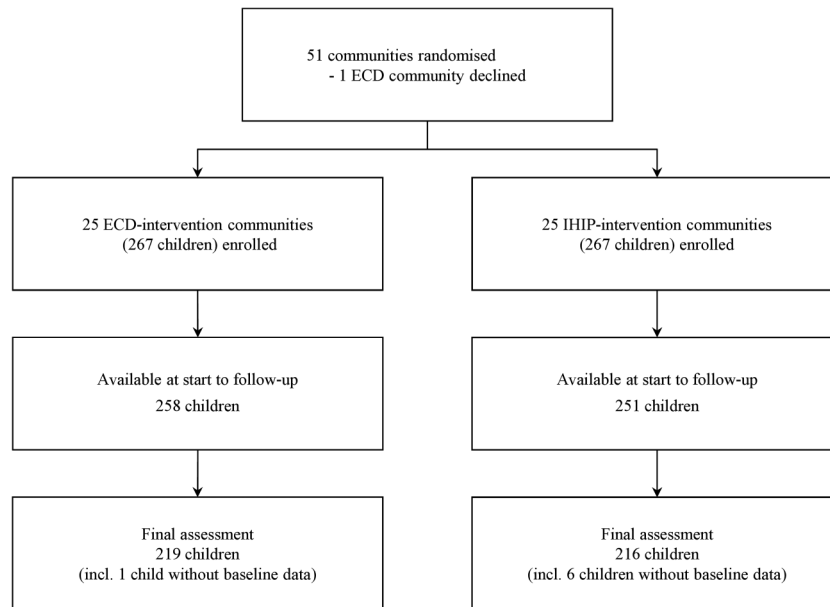 51 communities randomised
- 1 ECD community declined
25 ECD-intervention communities
(267 children) enrolled
25 IHIP-intervention communities
(267 children) enrolled
Available at start to follow-up
258 children
Available at start to follow-up
251 children
Final assessment
219 children
(incl. 1 child without baseline data)
Final assessment
216 children
(incl. 6 children without baseline data)